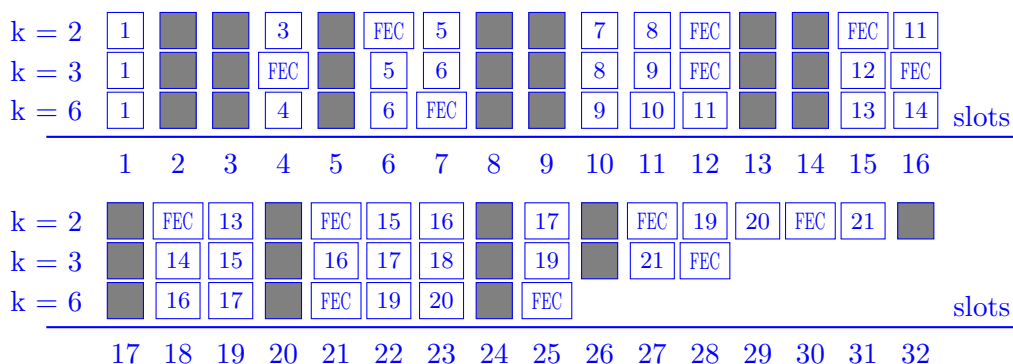 k = 2 1 3 FEC 5 7 8 FEC FEC 11
k = 3 1 FEC 5 6 8 9 FEC 12 FEC
k = 6 1 4 6 FEC 9 10 11 13 14 slots
1 2 3 4 5 6 7 8 9 10 11 12 13 14 15 16
k = 2 FEC 13 FEC 15 16 17 FEC 19 20 FEC 21
k = 3 14 15 16 17 18 19 21 FEC
k = 6 16 17 FEC 19 20 FEC slots
17 18 19 20 21 22 23 24 25 26 27 28 29 30 31 32